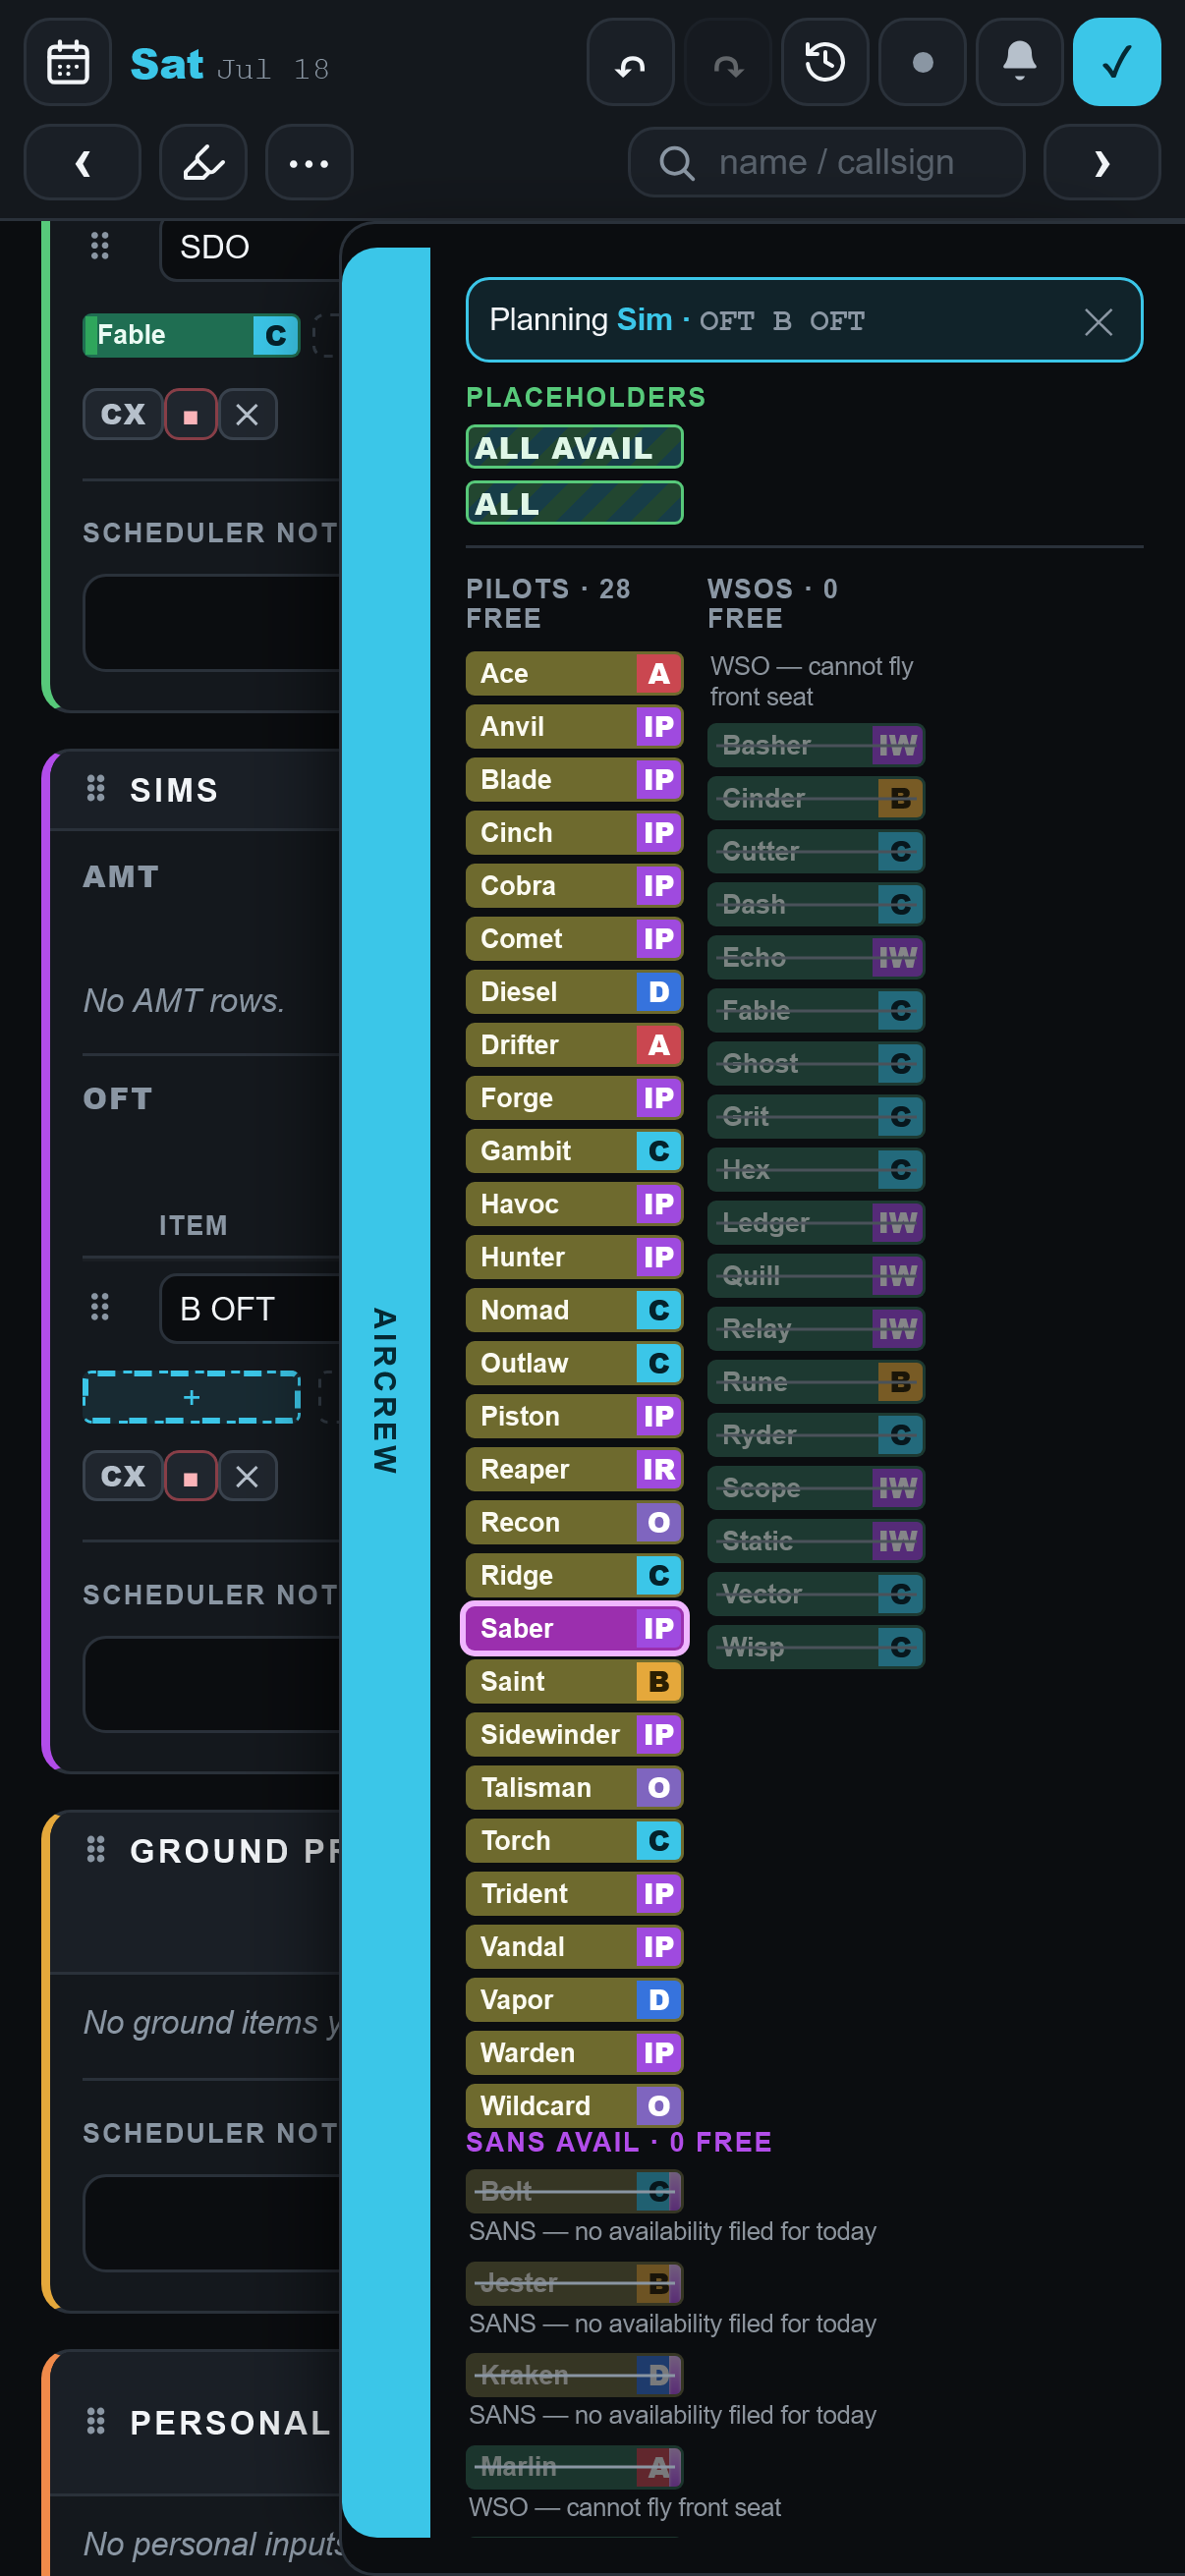 Sat Jul 18
name / callsign
SDO
Fable C
CX
SCHEDULER NOT
SIMS
AMT
No AMT rows.
OFT
ITEM
B OFT
+
CX
SCHEDULER NOT
GROUND PR
No ground items y
SCHEDULER NOT
PERSONAL
No personal inputs
AIRCREW
Planning Sim · OFT B OFT
PLACEHOLDERS
ALL AVAIL
ALL
PILOTS · 28
FREE
Ace A
Anvil IP
Blade IP
Cinch IP
Cobra IP
Comet IP
Diesel D
Drifter A
Forge IP
Gambit C
Havoc IP
Hunter IP
Nomad C
Outlaw C
Piston IP
Reaper IR
Recon O
Ridge C
Saber IP
Saint B
Sidewinder IP
Talisman O
Torch C
Trident IP
Vandal IP
Vapor D
Warden IP
Wildcard O
WSOS · 0
FREE
WSO — cannot fly
front seat
Basher IW
Cinder B
Cutter C
Dash C
Echo IW
Fable C
Ghost C
Grit C
Hex C
Ledger IW
Quill IW
Relay IW
Rune B
Ryder C
Scope IW
Static IW
Vector C
Wisp C
SANS AVAIL · 0 FREE
Bolt C
SANS — no availability filed for today
Jester B
SANS — no availability filed for today
Kraken D
SANS — no availability filed for today
Marlin A
WSO — cannot fly front seat